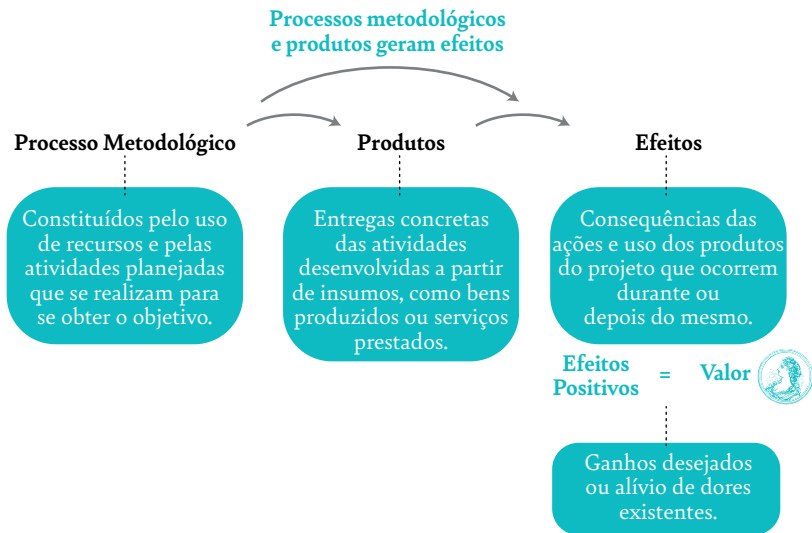 Processos metodológicos
e produtos geram efeitos
Processo Metodológico
Constituídos pelo uso
de recursos e pelas
atividades planejadas
que se realizam para
se obter o objetivo.
Produtos
Entregas concretas
das atividades
desenvolvidas a partir
de insumos, como bens
produzidos ou serviços
prestados.
Efeitos
Consequências das
ações e uso dos produtos
do projeto que ocorrem
durante ou
depois do mesmo.
Efeitos
Positivos = Valor
Ganhos desejados
ou alívio de dores
existentes.